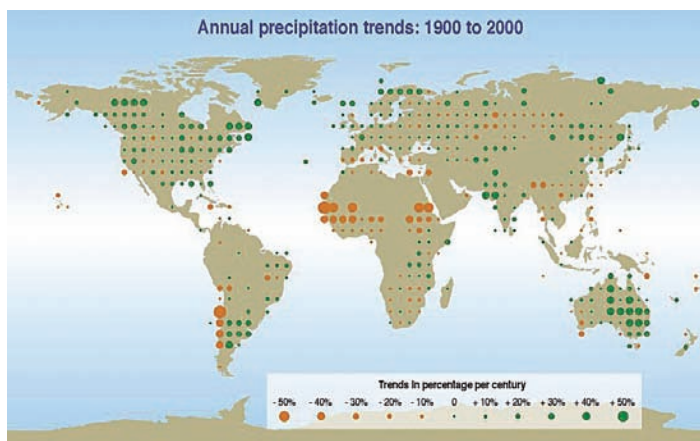 Annual precipitation trends: 1900 to 2000
Trends in percentage per century
- 50% - 40% - 30% - 20% - 10% 0 + 10% + 20% + 30% + 40% + 50%